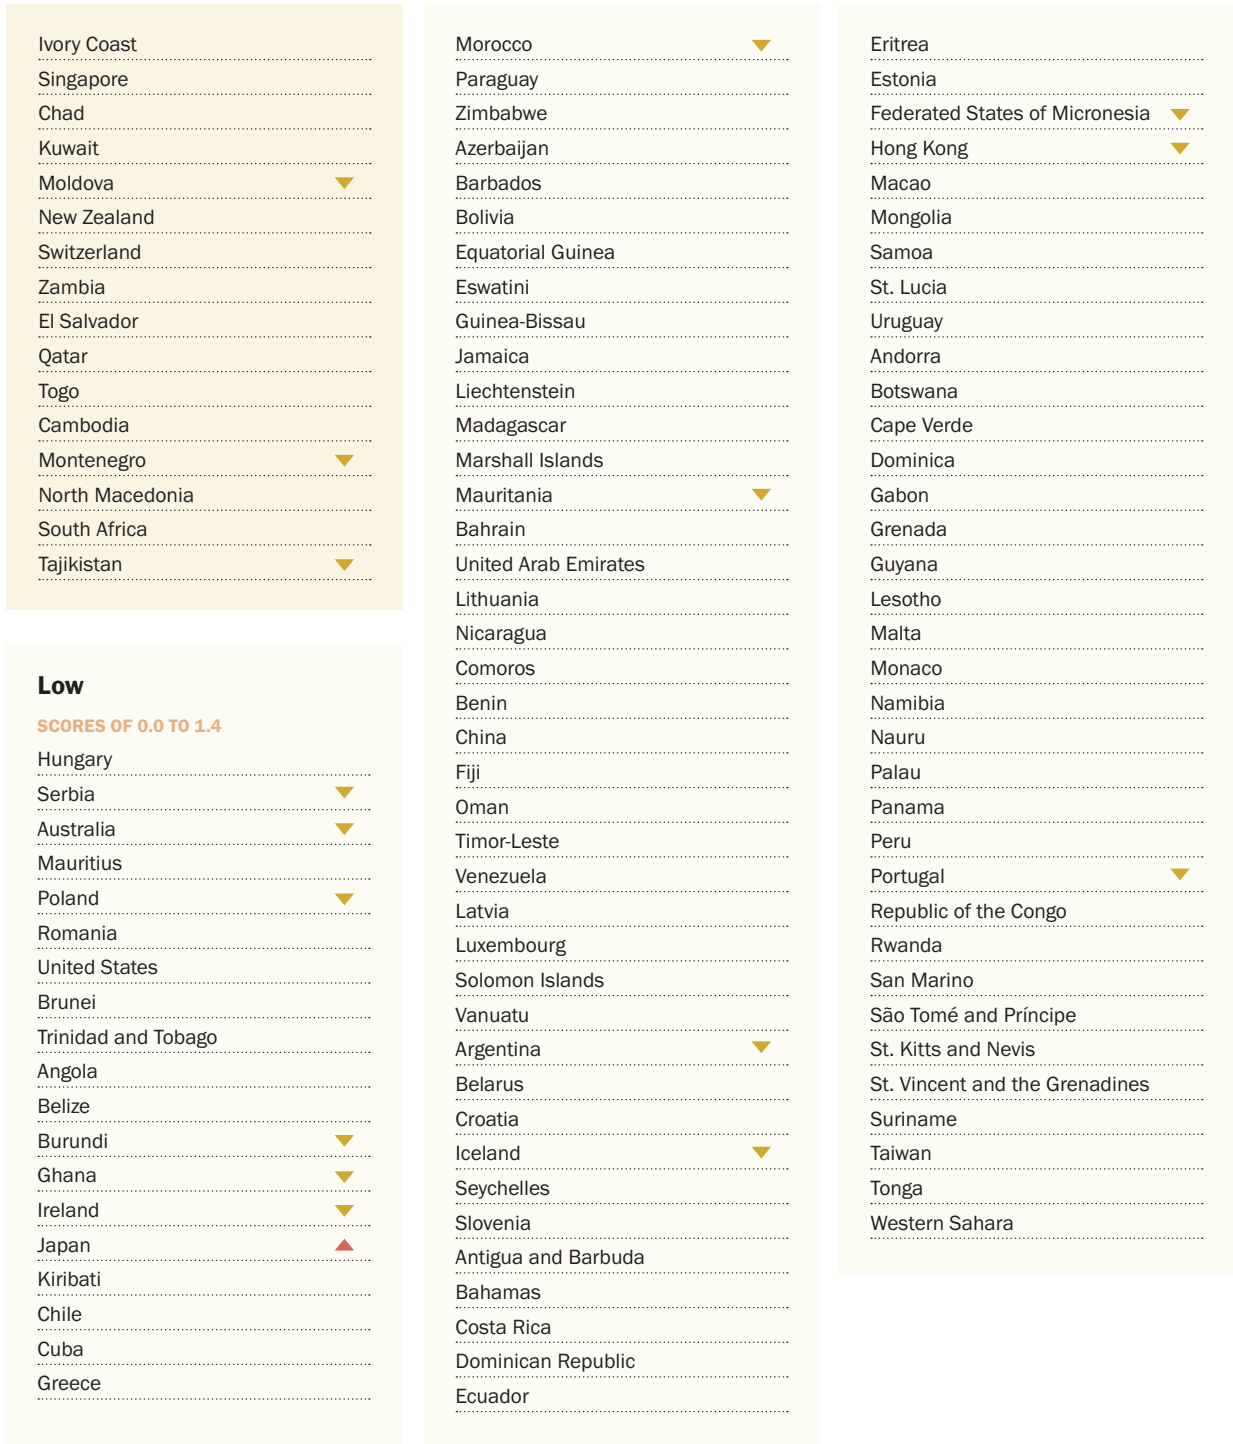 Ivory Coast
Singapore
Chad
Kuwait
Moldova
New Zealand
Switzerland
Zambia
El Salvador
Qatar
Togo
Cambodia
Montenegro
North Macedonia
South Africa
Tajikistan
Low
SCORES OF 0.0 TO 1.4
Hungary
Serbia
Australia
Mauritius
Poland
Romania
United States
Brunei
Trinidad and Tobago
Angola
Belize
Burundi
Ghana
Ireland
Japan
Kiribati
Chile
Cuba
Greece
Morocco
Paraguay
Zimbabwe
Azerbaijan
Barbados
Bolivia
Equatorial Guinea
Eswatini
Guinea-Bissau
Jamaica
Liechtenstein
Madagascar
Marshall Islands
Mauritania
Bahrain
United Arab Emirates
Lithuania
Nicaragua
Comoros
Benin
China
Fiji
Oman
Timor-Leste
Venezuela
Latvia
Luxembourg
Solomon Islands
Vanuatu
Argentina
Belarus
Croatia
Iceland
Seychelles
Slovenia
Antigua and Barbuda
Bahamas
Costa Rica
Dominican Republic
Ecuador
Eritrea
Estonia
Federated States of Micronesia
Hong Kong
Macao
Mongolia
Samoa
St. Lucia
Uruguay
Andorra
Botswana
Cape Verde
Dominica
Gabon
Grenada
Guyana
Lesotho
Malta
Monaco
Namibia
Nauru
Palau
Panama
Peru
Portugal
Republic of the Congo
Rwanda
San Marino
São Tomé and Príncipe
St. Kitts and Nevis
St. Vincent and the Grenadines
Suriname
Taiwan
Tonga
Western Sahara